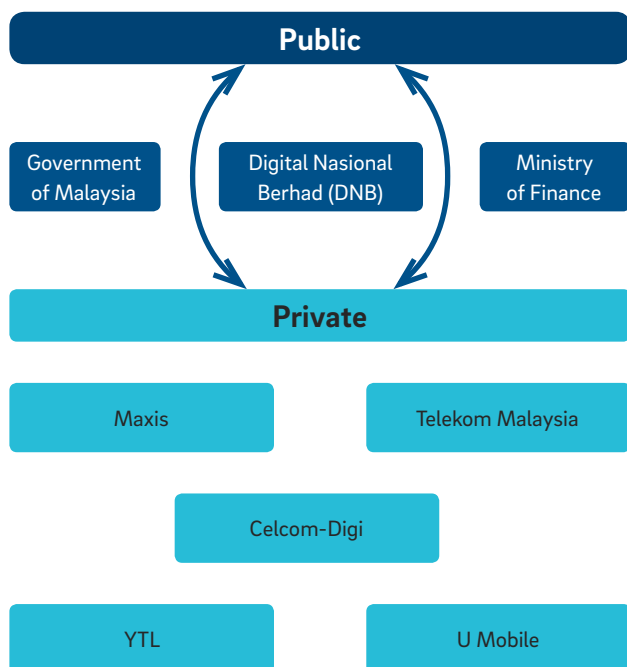 Public
Government
of Malaysia
Digital Nasional
Berhad (DNB)
Ministry
of Finance
Private
Maxis
Telekom Malaysia
Celcom-Digi
YTL
U Mobile